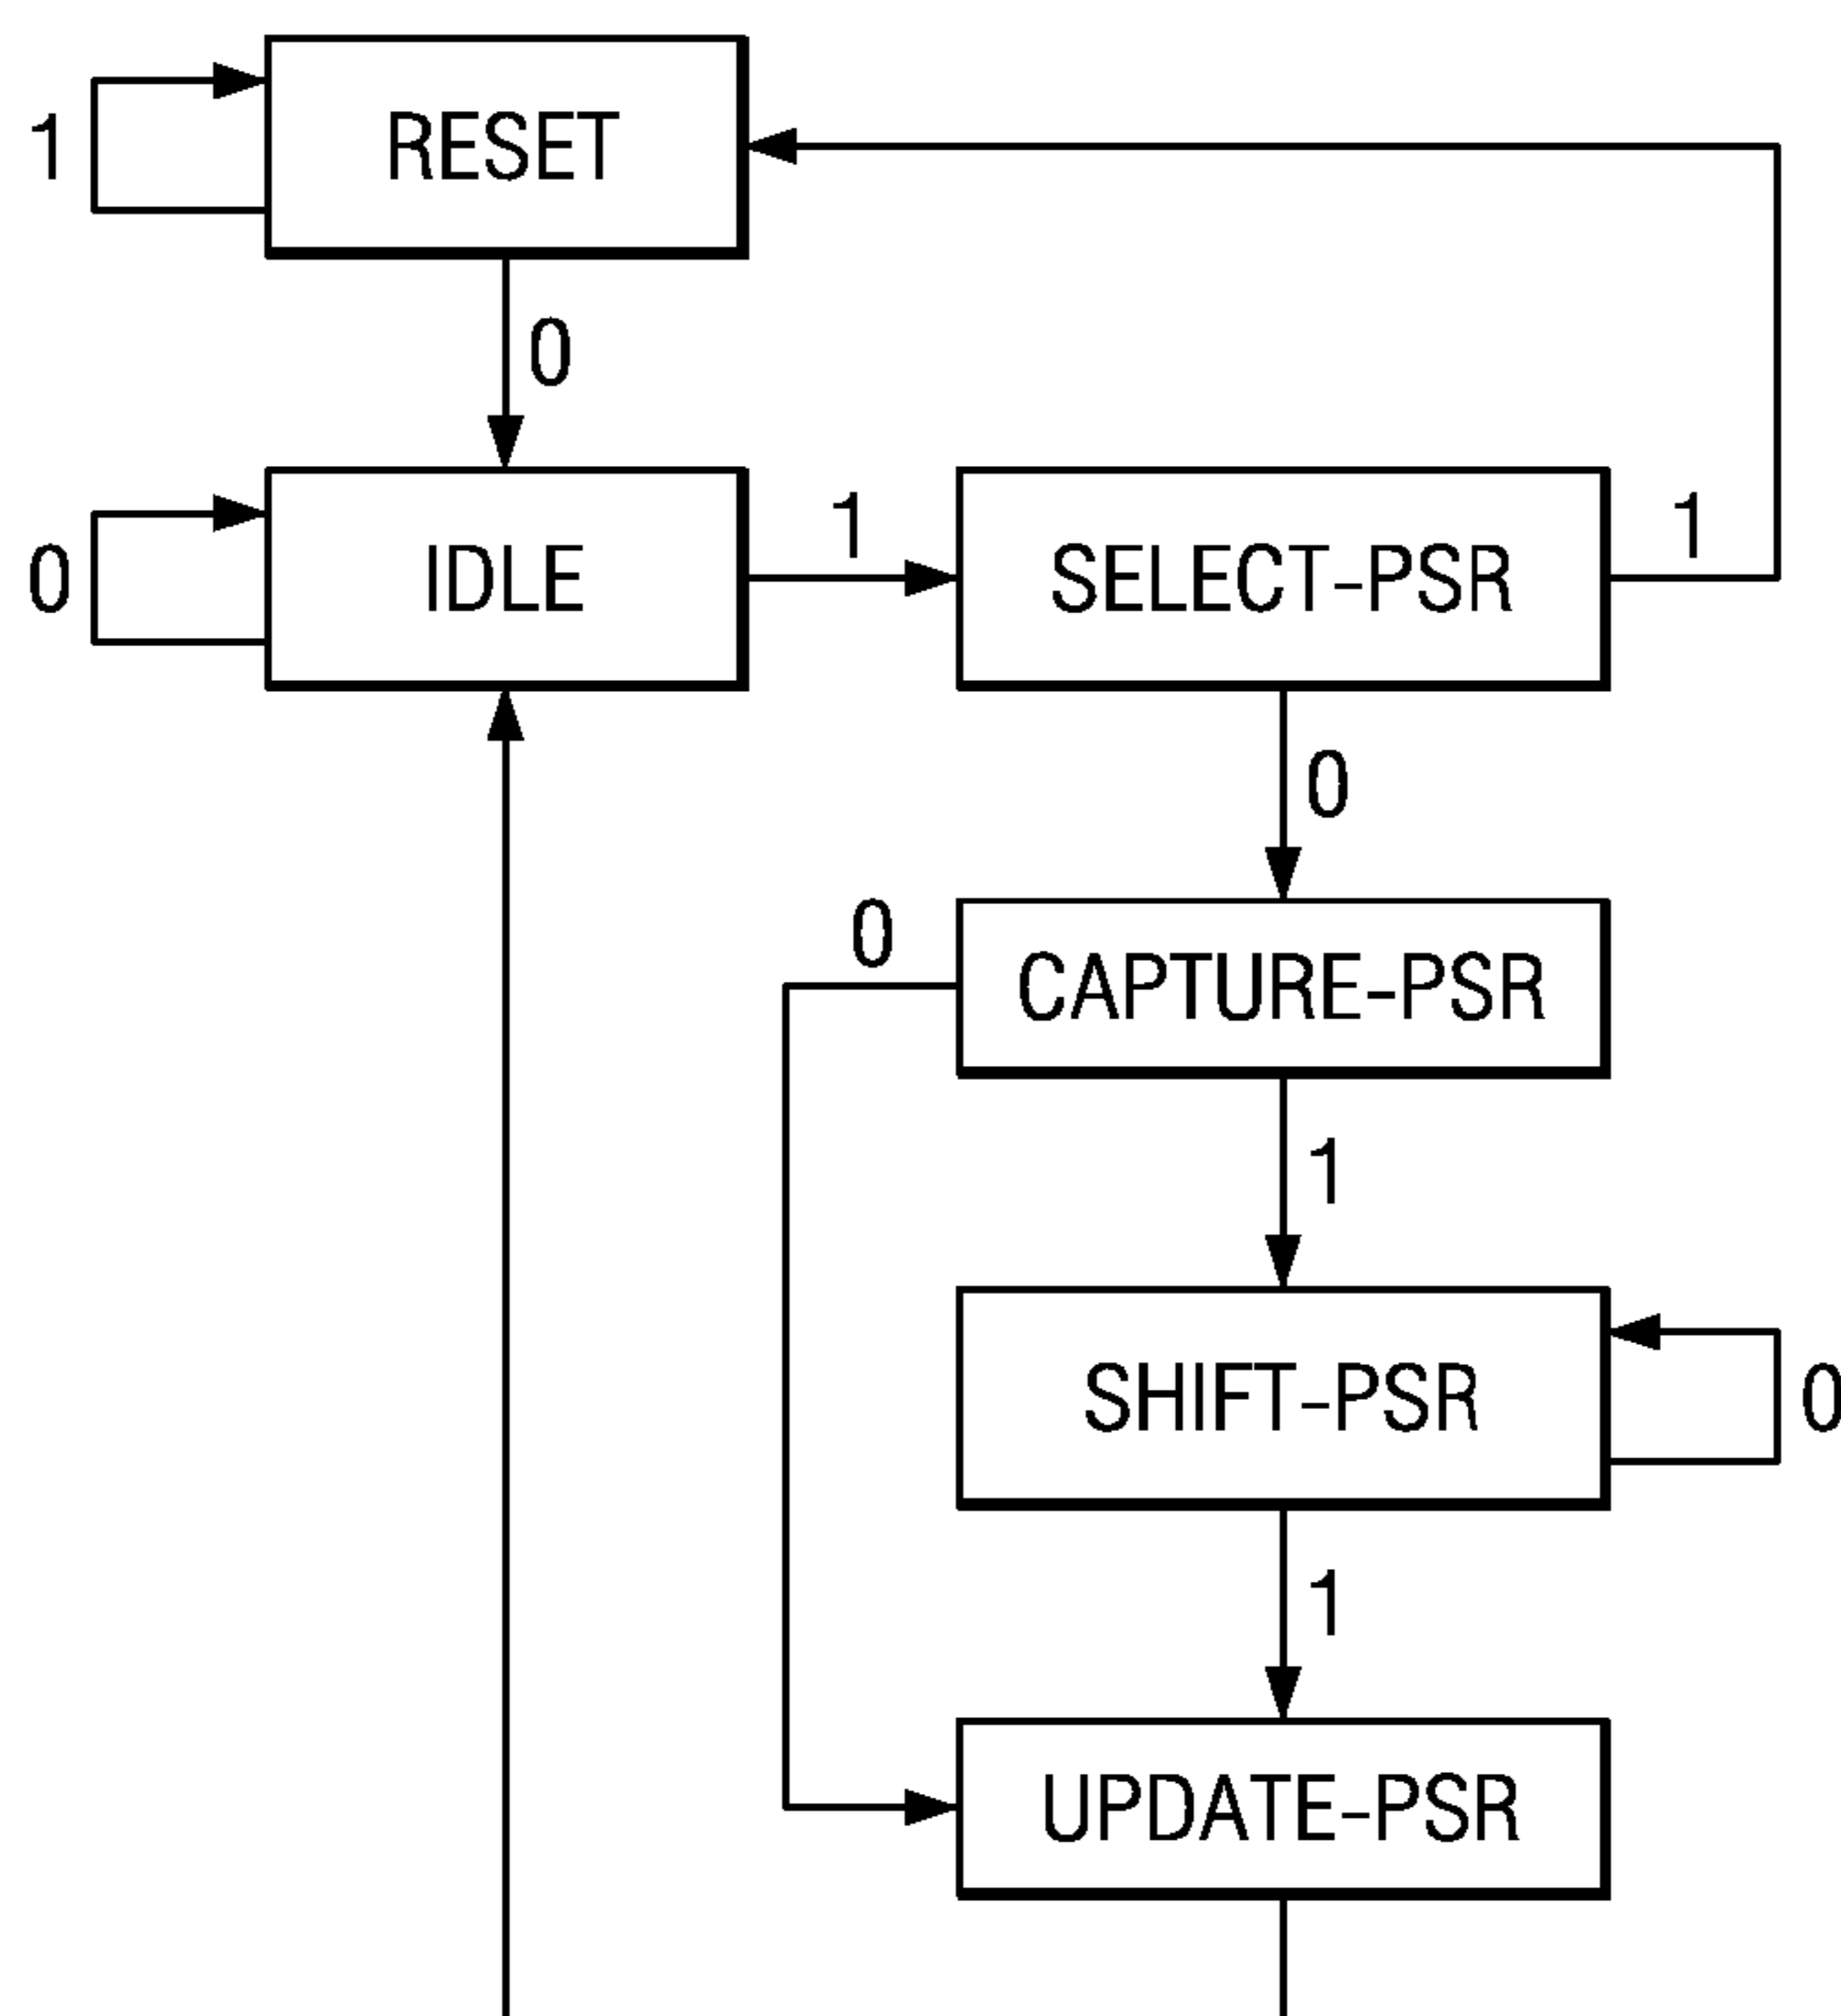 1
RESET
0
0
IDLE
1
SELECT-PSR
1
0
0
CAPTURE-PSR
1
SHIFT-PSR
0
1
UPDATE-PSR